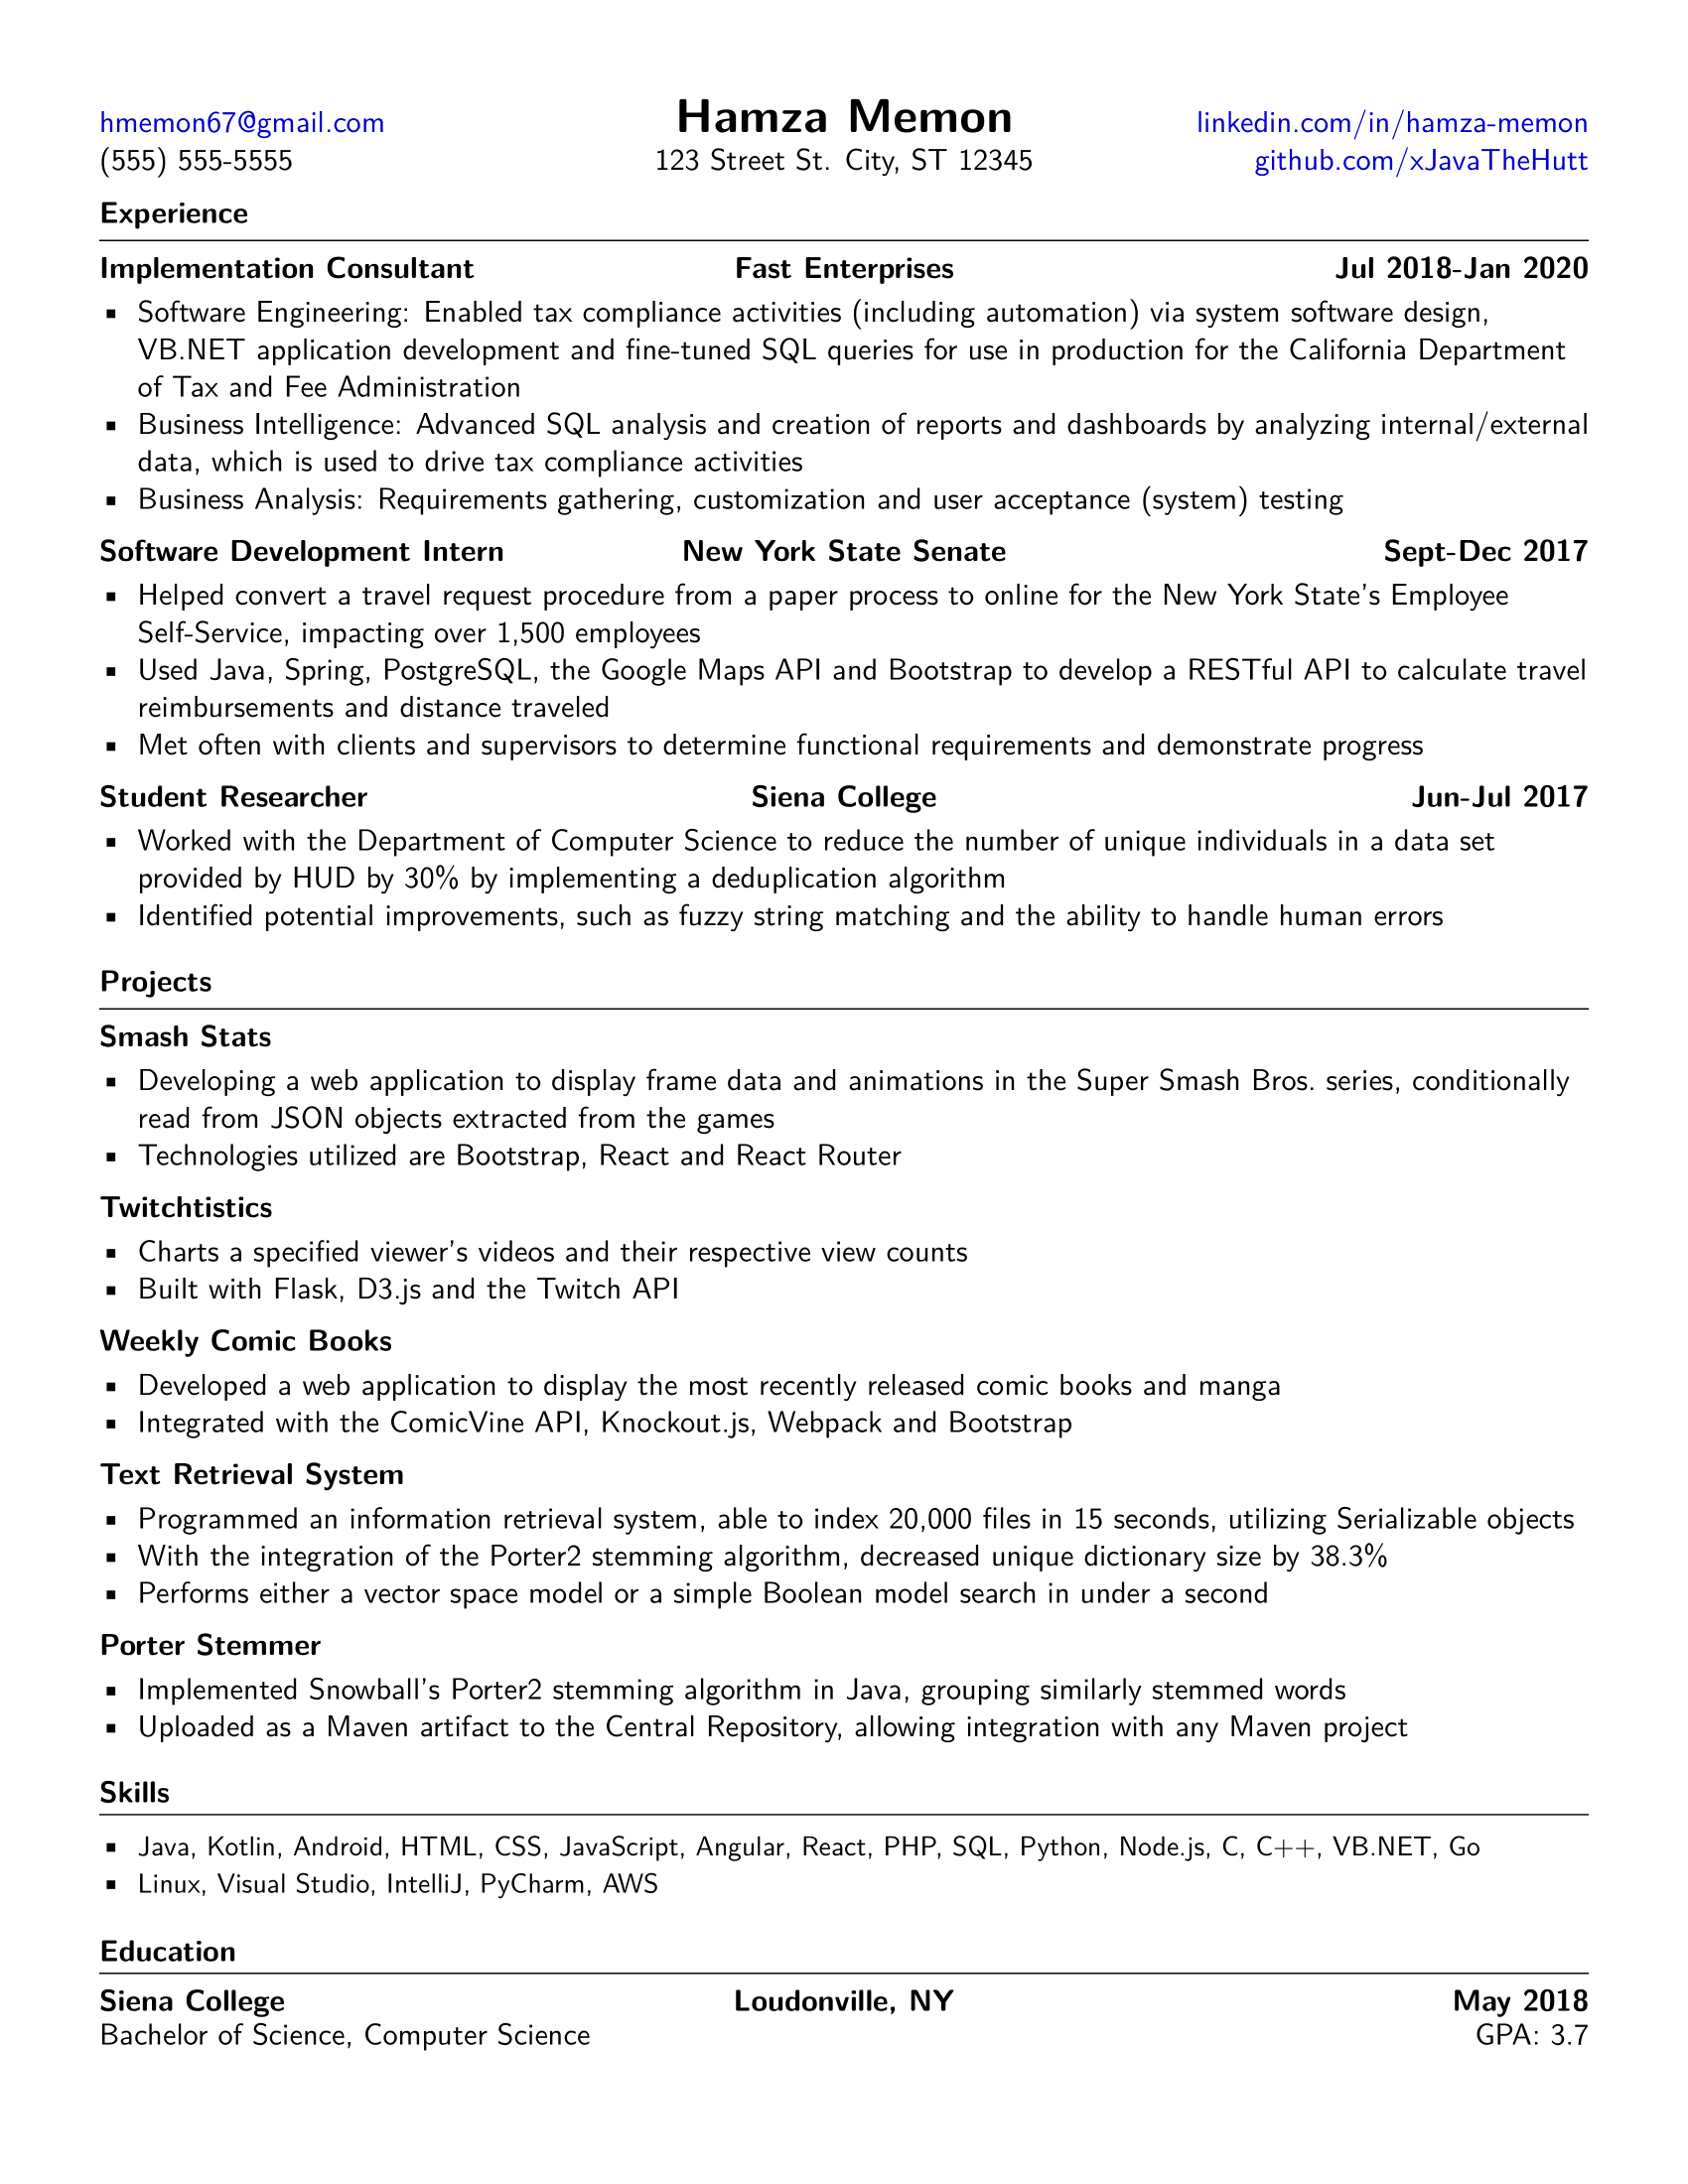 hmemon67@gmail.com Hamza Memon linkedin.com/in/hamza-memon
(555) 555-5555 123 Street St. City, ST 12345 github.com/xJavaTheHutt
Experience
Implementation Consultant Fast Enterprises Jul 2018-Jan 2020
▪ Software Engineering: Enabled tax compliance activities (including automation) via system software design,
VB.NET application development and fine-tuned SQL queries for use in production for the California Department
of Tax and Fee Administration
▪ Business Intelligence: Advanced SQL analysis and creation of reports and dashboards by analyzing internal/external
data, which is used to drive tax compliance activities
▪ Business Analysis: Requirements gathering, customization and user acceptance (system) testing
Software Development Intern New York State Senate Sept-Dec 2017
▪ Helped convert a travel request procedure from a paper process to online for the New York State's Employee
Self-Service, impacting over 1,500 employees
▪ Used Java, Spring, PostgreSQL, the Google Maps API and Bootstrap to develop a RESTful API to calculate travel
reimbursements and distance traveled
▪ Met often with clients and supervisors to determine functional requirements and demonstrate progress
Student Researcher Siena College Jun-Jul 2017
▪ Worked with the Department of Computer Science to reduce the number of unique individuals in a data set
provided by HUD by 30% by implementing a deduplication algorithm
▪ Identified potential improvements, such as fuzzy string matching and the ability to handle human errors
Projects
Smash Stats
▪ Developing a web application to display frame data and animations in the Super Smash Bros. series, conditionally
read from JSON objects extracted from the games
▪ Technologies utilized are Bootstrap, React and React Router
Twitchtistics
▪ Charts a specified viewer's videos and their respective view counts
▪ Built with Flask, D3.js and the Twitch API
Weekly Comic Books
▪ Developed a web application to display the most recently released comic books and manga
▪ Integrated with the ComicVine API, Knockout.js, Webpack and Bootstrap
Text Retrieval System
▪ Programmed an information retrieval system, able to index 20,000 files in 15 seconds, utilizing Serializable objects
▪ With the integration of the Porter2 stemming algorithm, decreased unique dictionary size by 38.3%
▪ Performs either a vector space model or a simple Boolean model search in under a second
Porter Stemmer
▪ Implemented Snowball's Porter2 stemming algorithm in Java, grouping similarly stemmed words
▪ Uploaded as a Maven artifact to the Central Repository, allowing integration with any Maven project
Skills
▪ Java, Kotlin, Android, HTML, CSS, JavaScript, Angular, React, PHP, SQL, Python, Node.js, C, C++, VB.NET, Go
▪ Linux, Visual Studio, IntelliJ, PyCharm, AWS
Education
Siena College Loudonville, NY May 2018
Bachelor of Science, Computer Science GPA: 3.7